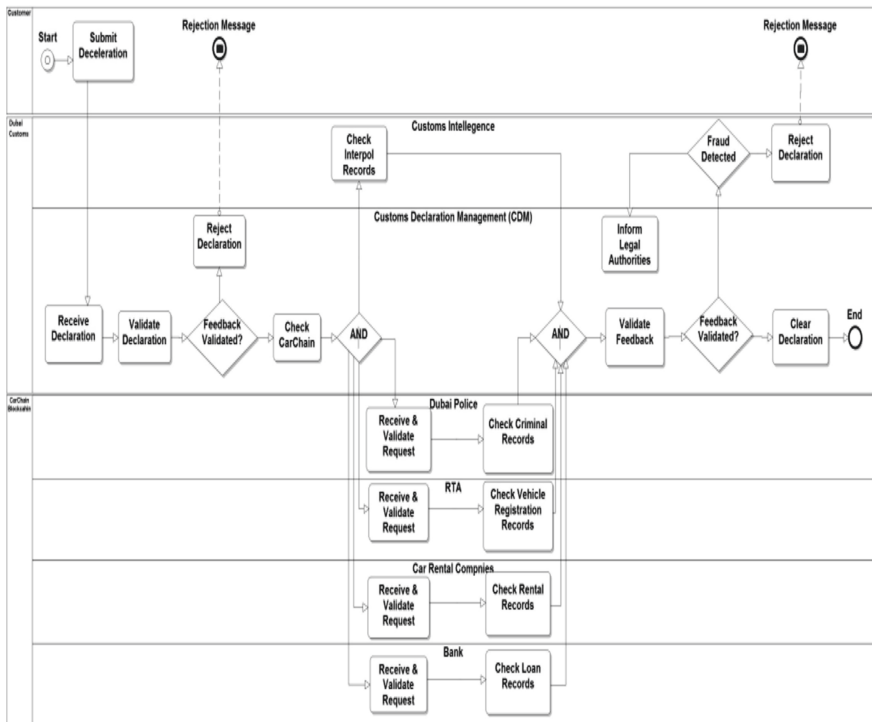 Customer
Start
Submit
Deceleration
Rejection Message
Rejection Message
Dubai
Customs
Customs Intellegence
Check
Interpol
Records
Fraud
Detected
Reject
Declaration
Customs Declaration Management (CDM)
Reject
Declaration
Inform
Legal
Authorities
Receive
Declaration
Validate
Declaration
Feedback
Validated?
Check
CarChain
AND
AND
Validate
Feedback
Feedback
Validated?
Clear
Declaration
End
CarChain
Dubai Police
Receive &
Validate
Request
Check Criminal
Records
RTA
Receive &
Validate
Request
Check Vehicle
Registration
Records
Car Rental Compnies
Receive &
Validate
Request
Check Rental
Records
Bank
Receive &
Validate
Request
Check Loan
Records